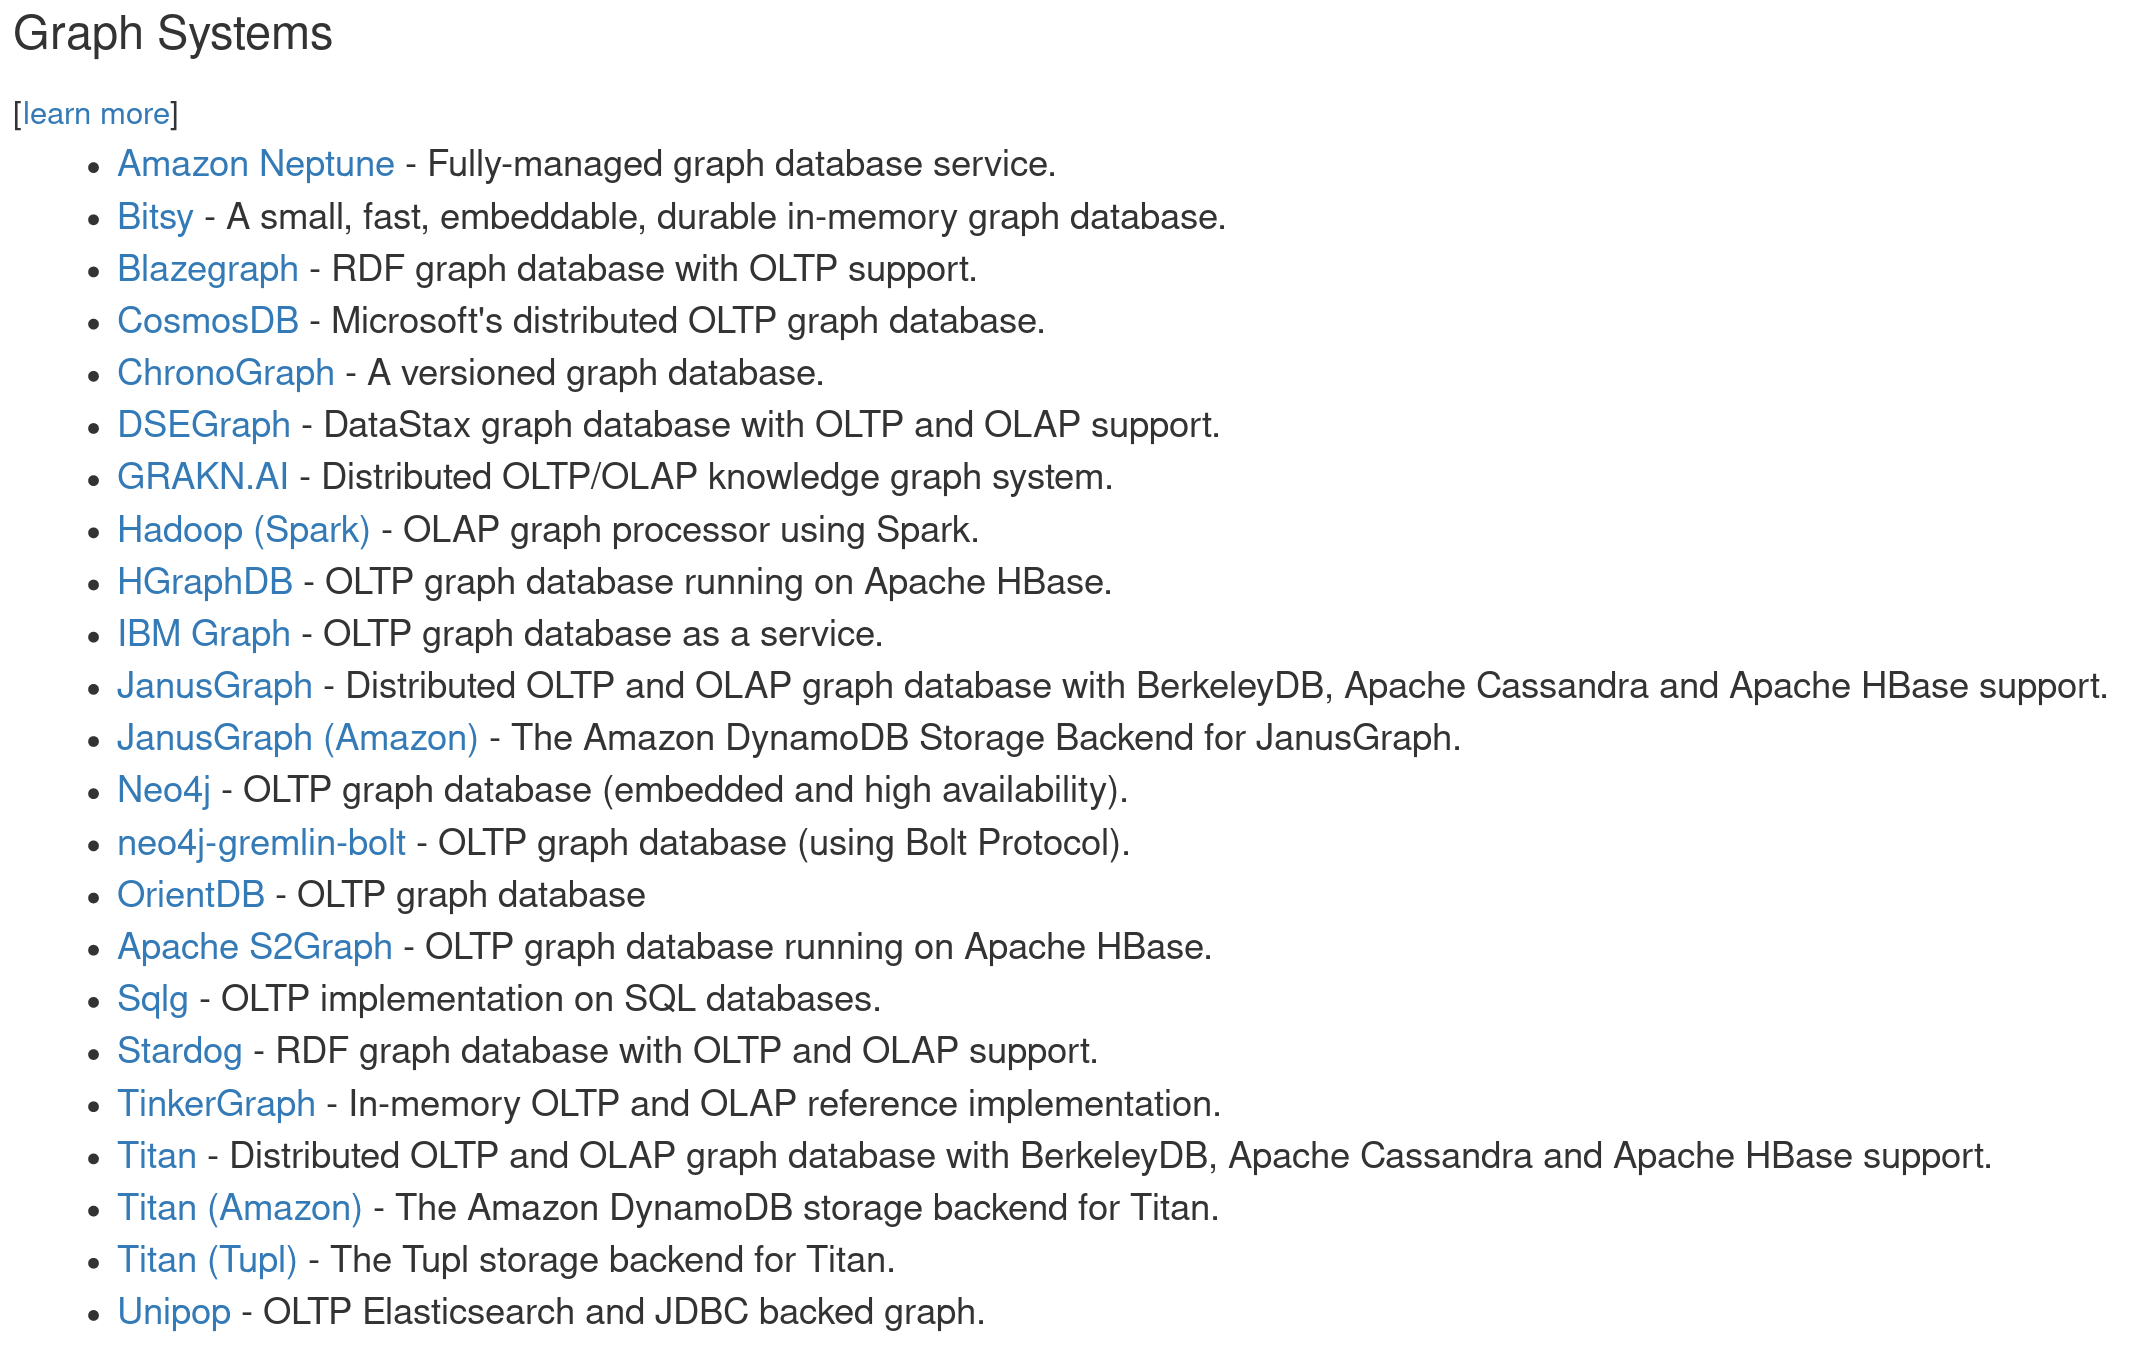 Graph Systems
[learn more]
• Amazon Neptune - Fully-managed graph database service.
• Bitsy - A small, fast, embeddable, durable in-memory graph database.
• Blazegraph - RDF graph database with OLTP support.
• CosmosDB - Microsoft's distributed OLTP graph database.
• ChronoGraph - A versioned graph database.
• DSEGraph - DataStax graph database with OLTP and OLAP support.
• GRAKN.AI - Distributed OLTP/OLAP knowledge graph system.
• Hadoop (Spark) - OLAP graph processor using Spark.
• HGraphDB - OLTP graph database running on Apache HBase.
• IBM Graph - OLTP graph database as a service.
• JanusGraph - Distributed OLTP and OLAP graph database with BerkeleyDB, Apache Cassandra and Apache HBase support.
• JanusGraph (Amazon) - The Amazon DynamoDB Storage Backend for JanusGraph.
• Neo4j - OLTP graph database (embedded and high availability).
• neo4j-gremlin-bolt - OLTP graph database (using Bolt Protocol).
• OrientDB - OLTP graph database
• Apache S2Graph - OLTP graph database running on Apache HBase.
• Sqlg - OLTP implementation on SQL databases.
• Stardog - RDF graph database with OLTP and OLAP support.
• TinkerGraph - In-memory OLTP and OLAP reference implementation.
• Titan - Distributed OLTP and OLAP graph database with BerkeleyDB, Apache Cassandra and Apache HBase support.
• Titan (Amazon) - The Amazon DynamoDB storage backend for Titan.
• Titan (Tupl) - The Tupl storage backend for Titan.
• Unipop - OLTP Elasticsearch and JDBC backed graph.